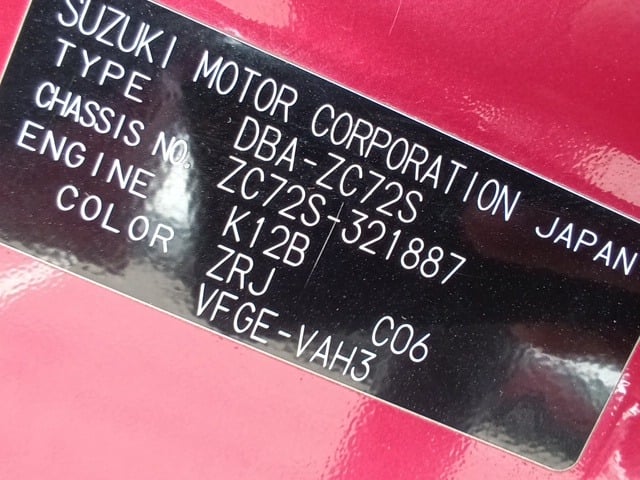 SUZUKI MOTOR CORPORATION JAPAN
TYPE DBA-ZC72S
CHASSIS NO. ZC72S-321887
ENGINE K12B
COLOR ZRJ C06
VFGE-VAH3